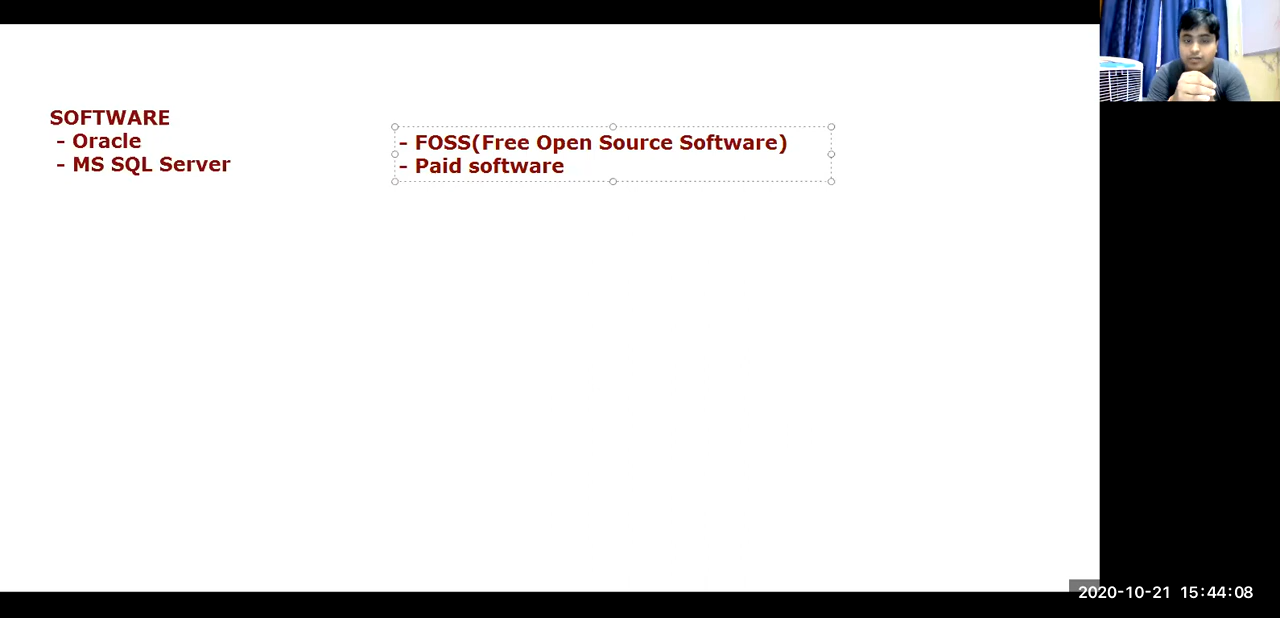 SOFTWARE
- Oracle
- MS SQL Server
- FOSS(Free Open Source Software)
- Paid software
2020-10-21 15:44:08